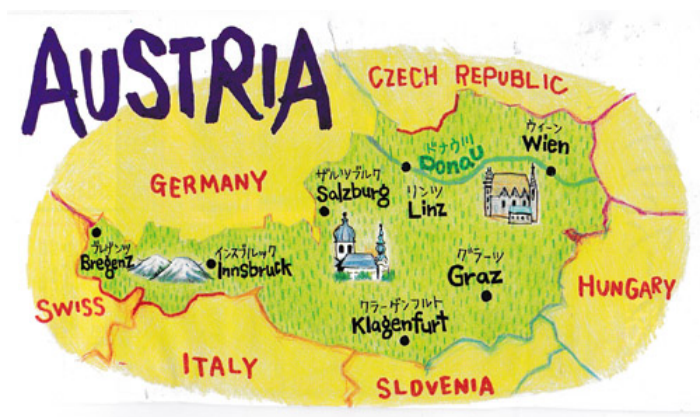 AUSTRIA
CZECH REPUBLIC
ウィーン
Wien
ドナウ川
Donau
ザルツブルク
Salzburg
リンツ
Linz
GERMANY
ブレゲンツ
Bregenz
インスブルック
Innsbruck
グラーツ
Graz
HUNGARY
SWISS
クラーゲンフルト
Klagenfurt
ITALY
SLOVENIA